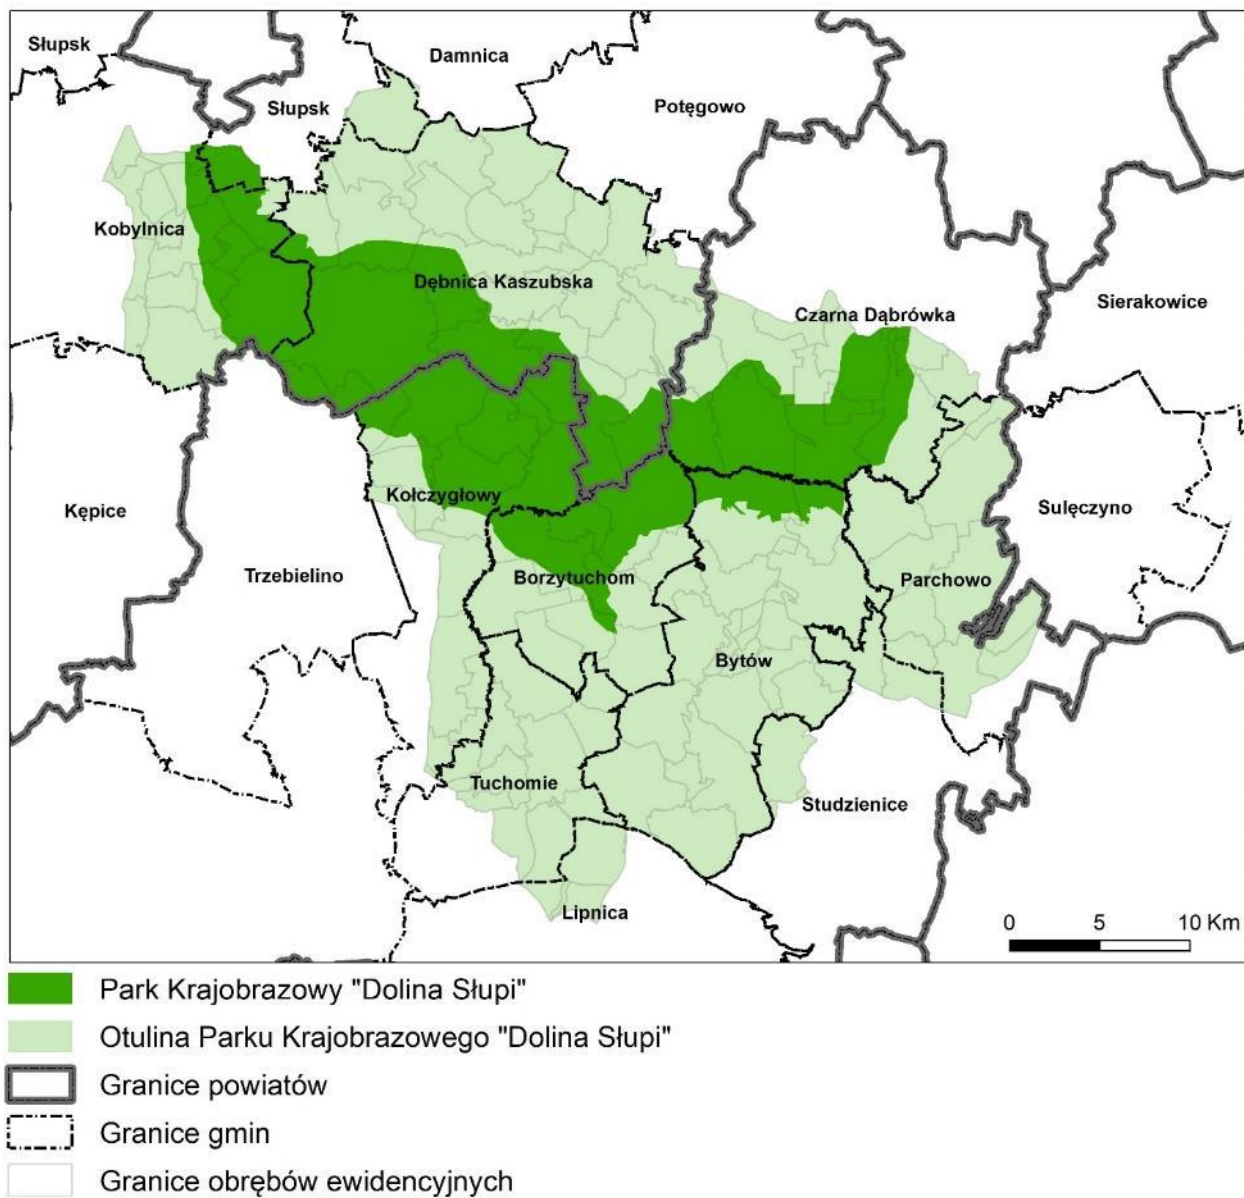 Słupsk
Damnica
Słupsk
Potęgowo
Kobylnica
Dębnica Kaszubska
Czarna Dąbrówka
Sierakowice
Kępice
Kołczygłowy
Sulęczyno
Trzebielino
Borzytuchom
Parchowo
Bytów
Tuchomie
Studzienice
Lipnica
0 5 10 Km
Park Krajobrazowy "Dolina Słupi"
Otulina Parku Krajobrazowego "Dolina Słupi"
Granice powiatów
Granice gmin
Granice obrębów ewidencyjnych